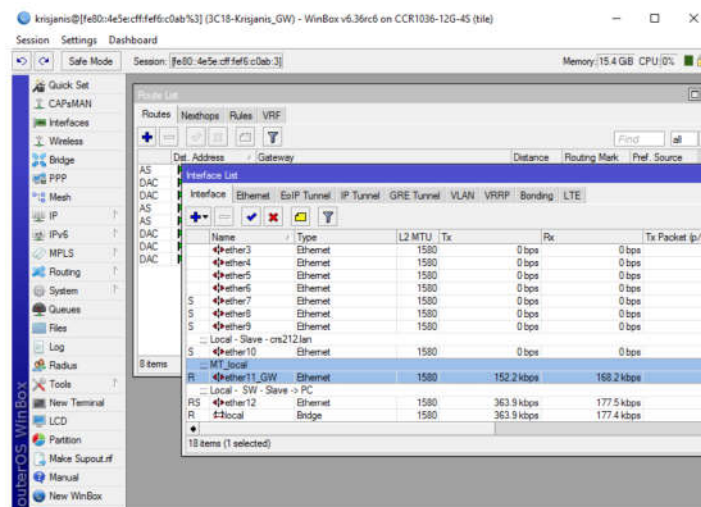 krisjanis@[fe80::4e5e:cff:fef6:c0ab%3] (3C18-Krisjanis_GW) - WinBox v6.36rc6 on CCR1036-12G-4S (tile)
Session Settings Dashboard
Safe Mode Session: fe80::4e5e:cff:fef6:c0ab:3] Memory: 15.4 GiB CPU: 0%
Quick Set
CAPsMAN
Interfaces
Wireless
Bridge
PPP
Mesh
IP
IPv6
MPLS
Routing
System
Queues
Files
Log
Radius
Tools
New Terminal
LCD
Partition
Make Supout.rif
Manual
New WinBox
outerOS WinBox
Route List
Routes Nexthops Rules VRF
Find all
Dst. Address Gateway Distance Routing Mark Pref. Source
AS
DAC
DAC
AS
AS
DAC
DAC
DAC
8 items
Interface List
Interface Ethernet EoIP Tunnel IP Tunnel GRE Tunnel VLAN VRRP Bonding LTE
Name Type L2 MTU Tx Rx Tx Packet (p/
ether3 Ethernet 1580 0 bps 0 bps
ether4 Ethernet 1580 0 bps 0 bps
ether5 Ethernet 1580 0 bps 0 bps
ether6 Ethernet 1580 0 bps 0 bps
S ether7 Ethernet 1580 0 bps 0 bps
S ether8 Ethernet 1580 0 bps 0 bps
S ether9 Ethernet 1580 0 bps 0 bps
::: Local - Slave - crs212.lan
S ether10 Ethernet 1580 0 bps 0 bps
::: MT_local
R ether11_GW Ethernet 1580 152.2 kbps 168.2 kbps
::: Local - SW - Slave -> PC
RS ether12 Ethernet 1580 363.9 kbps 177.5 kbps
R local Bridge 1580 363.9 kbps 177.4 kbps
18 items (1 selected)